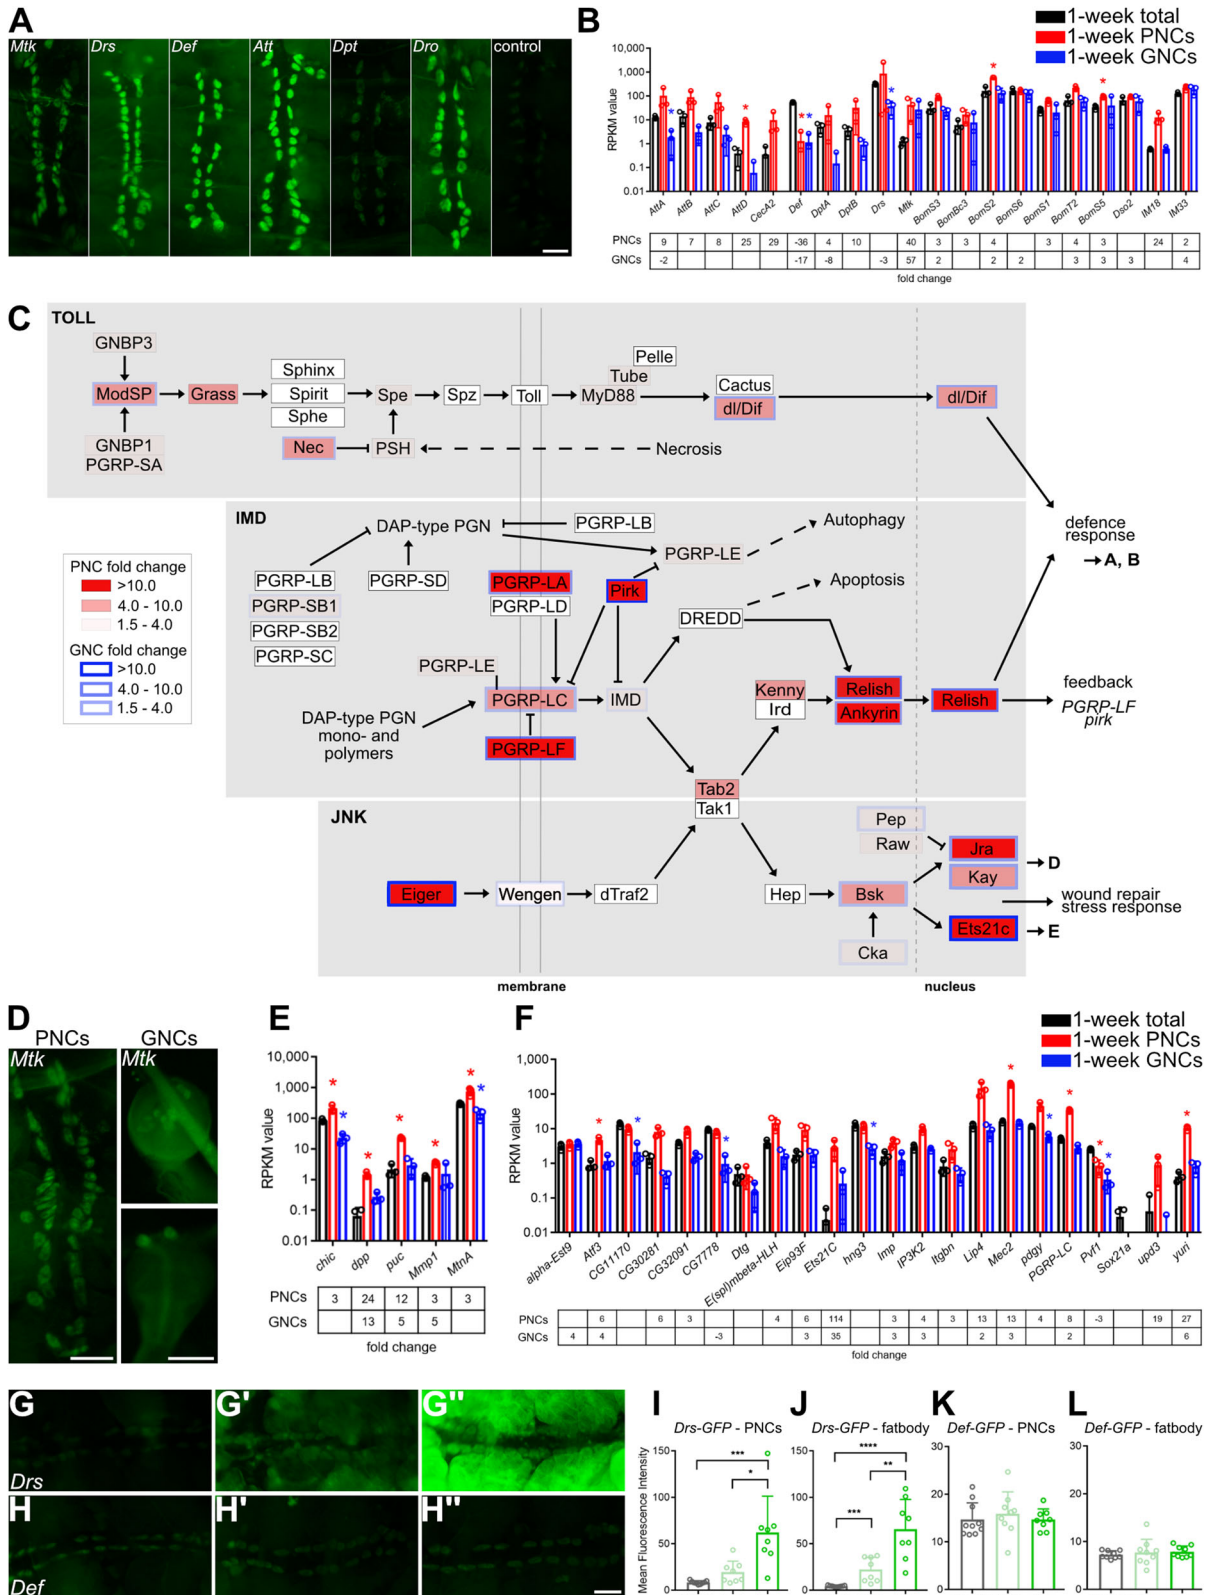 A
Mtk
Drs
Def
Att
Dpt
Dro
control
B
1-week total
1-week PNCs
1-week GNCs
RPKM value
10,000
1,000
100
10
1
0.1
0.01
AttA
AttB
AttC
AttD
CecA2
Def
DptA
DptB
Drs
Mtk
BomS3
BomBc3
BomS2
BomS6
BomS1
BomT2
BomS5
Dso2
IM18
IM33
PNCs 9 7 8 25 29 -36 4 10 40 3 3 4 3 4 3 24 2
GNCs -2 -17 -8 -3 57 2 2 2 3 3 3 4
fold change
C
TOLL
GNBP3
ModSP
Grass
Sphinx
Spirit
Sphe
Spe
Spz
Toll
Pelle
Tube
MyD88
Cactus
dl/Dif
dl/Dif
GNBP1
PGRP-SA
Nec
PSH
Necrosis
IMD
DAP-type PGN
PGRP-LB
PGRP-LE
Autophagy
defence
response
A, B
PGRP-LB
PGRP-SD
PGRP-SB1
PGRP-SB2
PGRP-SC
PGRP-LA
PGRP-LD
Pirk
Apoptosis
DREDD
PGRP-LE
PGRP-LC
IMD
DAP-type PGN
mono- and
polymers
PGRP-LF
Kenny
Ird
Relish
Ankyrin
Relish
feedback
PGRP-LF
pirk
Tab2
Tak1
PNC fold change
>10.0
4.0 - 10.0
1.5 - 4.0
GNC fold change
>10.0
4.0 - 10.0
1.5 - 4.0
JNK
Pep
Raw
Jra
Kay
D
Eiger
Wengen
dTraf2
Hep
Bsk
wound repair
stress response
Ets21c
E
Cka
membrane
nucleus
D
PNCs
GNCs
Mtk
Mtk
E
RPKM value
10,000
1,000
100
10
1
0.1
0.01
chic
dpp
puc
Mmp1
MtnA
PNCs 3 24 12 3 3
GNCs 13 5 5
fold change
F
1-week total
1-week PNCs
1-week GNCs
RPKM value
1,000
100
10
1
0.1
0.01
alpha-Est9
Atf3
CG11170
CG30281
CG32091
CG7778
Dlg
E(spl)mbeta-HLH
Eip93F
Ets21C
hng3
Imp
IP3K2
Itgbn
Lip4
Mec2
pdgy
PGRP-LC
Pvf1
Sox21a
upd3
yuri
PNCs 6 6 3 4 6 114 3 4 3 13 13 4 8 -3 19 27
GNCs 4 4 -3 3 35 3 3 2 3 2 6
fold change
G
Drs
G'
G"
H
Def
H'
H"
I
Drs-GFP - PNCs
Mean Fluorescence Intensity
150
100
50
0
***
*
J
Drs-GFP - fatbody
150
100
50
0
****
**
***
K
Def-GFP - PNCs
30
20
10
0
L
Def-GFP - fatbody
30
20
10
0